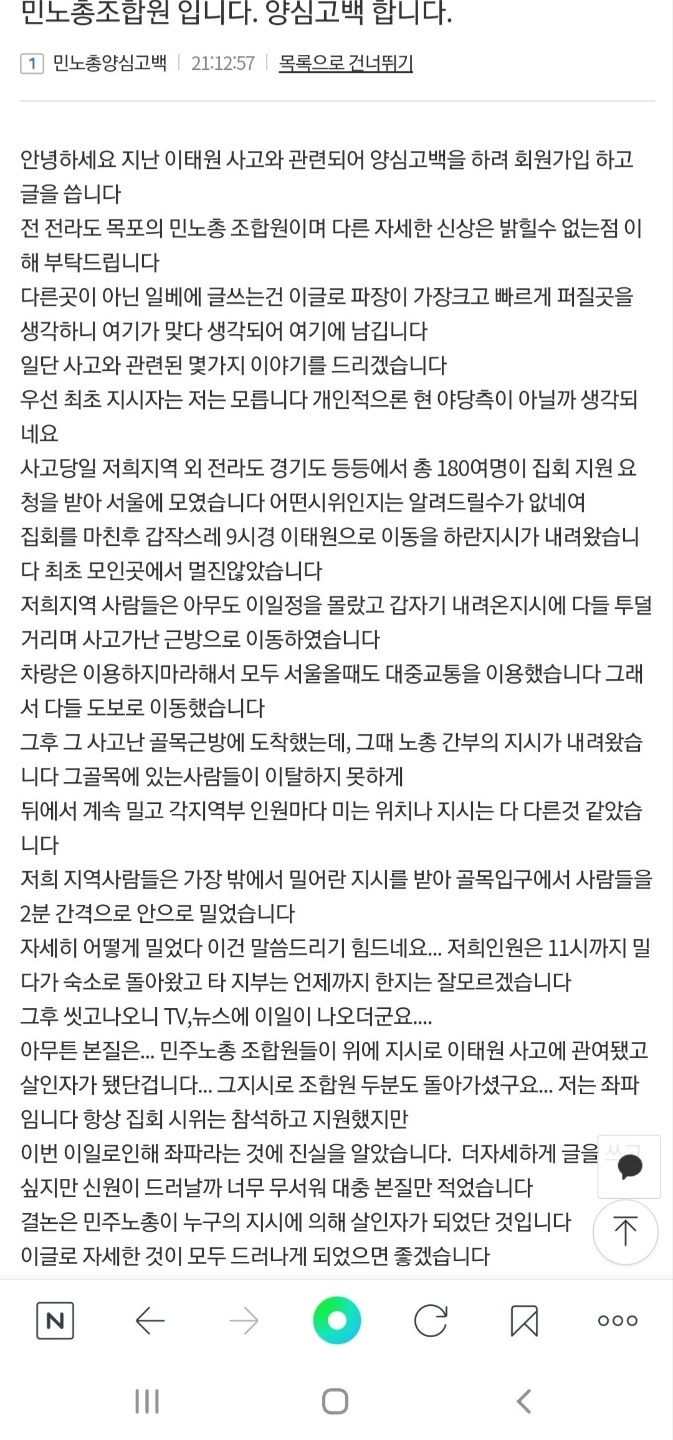 민노총조합원 입니다. 양심고백 합니다.
1 민노총양심고백 | 21:12:57 | 목록으로 건너뛰기
안녕하세요 지난 이태원 사고와 관련되어 양심고백을 하려 회원가입 하고
글을 씁니다
전 전라도 목포의 민노총 조합원이며 다른 자세한 신상은 밝힐수 없는점 이
해 부탁드립니다
다른곳이 아닌 일베에 글쓰는건 이글로 파장이 가장크고 빠르게 퍼질곳을
생각하니 여기가 맞다 생각되어 여기에 남깁니다
일단 사고와 관련된 몇가지 이야기를 드리겠습니다
우선 최초 지시자는 저는 모릅니다 개인적으론 현 야당측이 아닐까 생각되
네요
사고당일 저희지역 외 전라도 경기도 등등에서 총 180여명이 집회 지원 요
청을 받아 서울에 모였습니다 어떤시위인지는 알려드릴수가 앖네여
집회를 마친후 갑작스레 9시경 이태원으로 이동을 하란지시가 내려왔습니
다 최초 모인곳에서 멀진않았습니다
저희지역 사람들은 아무도 이일정을 몰랐고 갑자기 내려온지시에 다들 투덜
거리며 사고가난 근방으로 이동하였습니다
차량은 이용하지마라해서 모두 서울올때도 대중교통을 이용했습니다 그래
서 다들 도보로 이동했습니다
그후 그 사고난 골목근방에 도착했는데, 그때 노총 간부의 지시가 내려왔습
니다 그골목에 있는사람들이 이탈하지 못하게
뒤에서 계속 밀고 각지역부 인원마다 미는 위치나 지시는 다 다른것 같았습
니다
저희 지역사람들은 가장 밖에서 밀어란 지시를 받아 골목입구에서 사람들을
2분 간격으로 안으로 밀었습니다
자세히 어떻게 밀었다 이건 말씀드리기 힘드네요... 저희인원은 11시까지 밀
다가 숙소로 돌아왔고 타 지부는 언제까지 한지는 잘모르겠습니다
그후 씻고나오니 TV,뉴스에 이일이 나오더군요....
아무튼 본질은... 민주노총 조합원들이 위에 지시로 이태원 사고에 관여됐고
살인자가 됐단겁니다... 그지시로 조합원 두분도 돌아가셨구요... 저는 좌파
임니다 항상 집회 시위는 참석하고 지원했지만
이번 이일로인해 좌파라는 것에 진실을 알았습니다. 더자세하게 글을 쓰고
싶지만 신원이 드러날까 너무 무서워 대충 본질만 적었습니다
결론은 민주노총이 누구의 지시에 의해 살인자가 되었단 것입니다
이글로 자세한 것이 모두 드러나게 되었으면 좋겠습니다
N